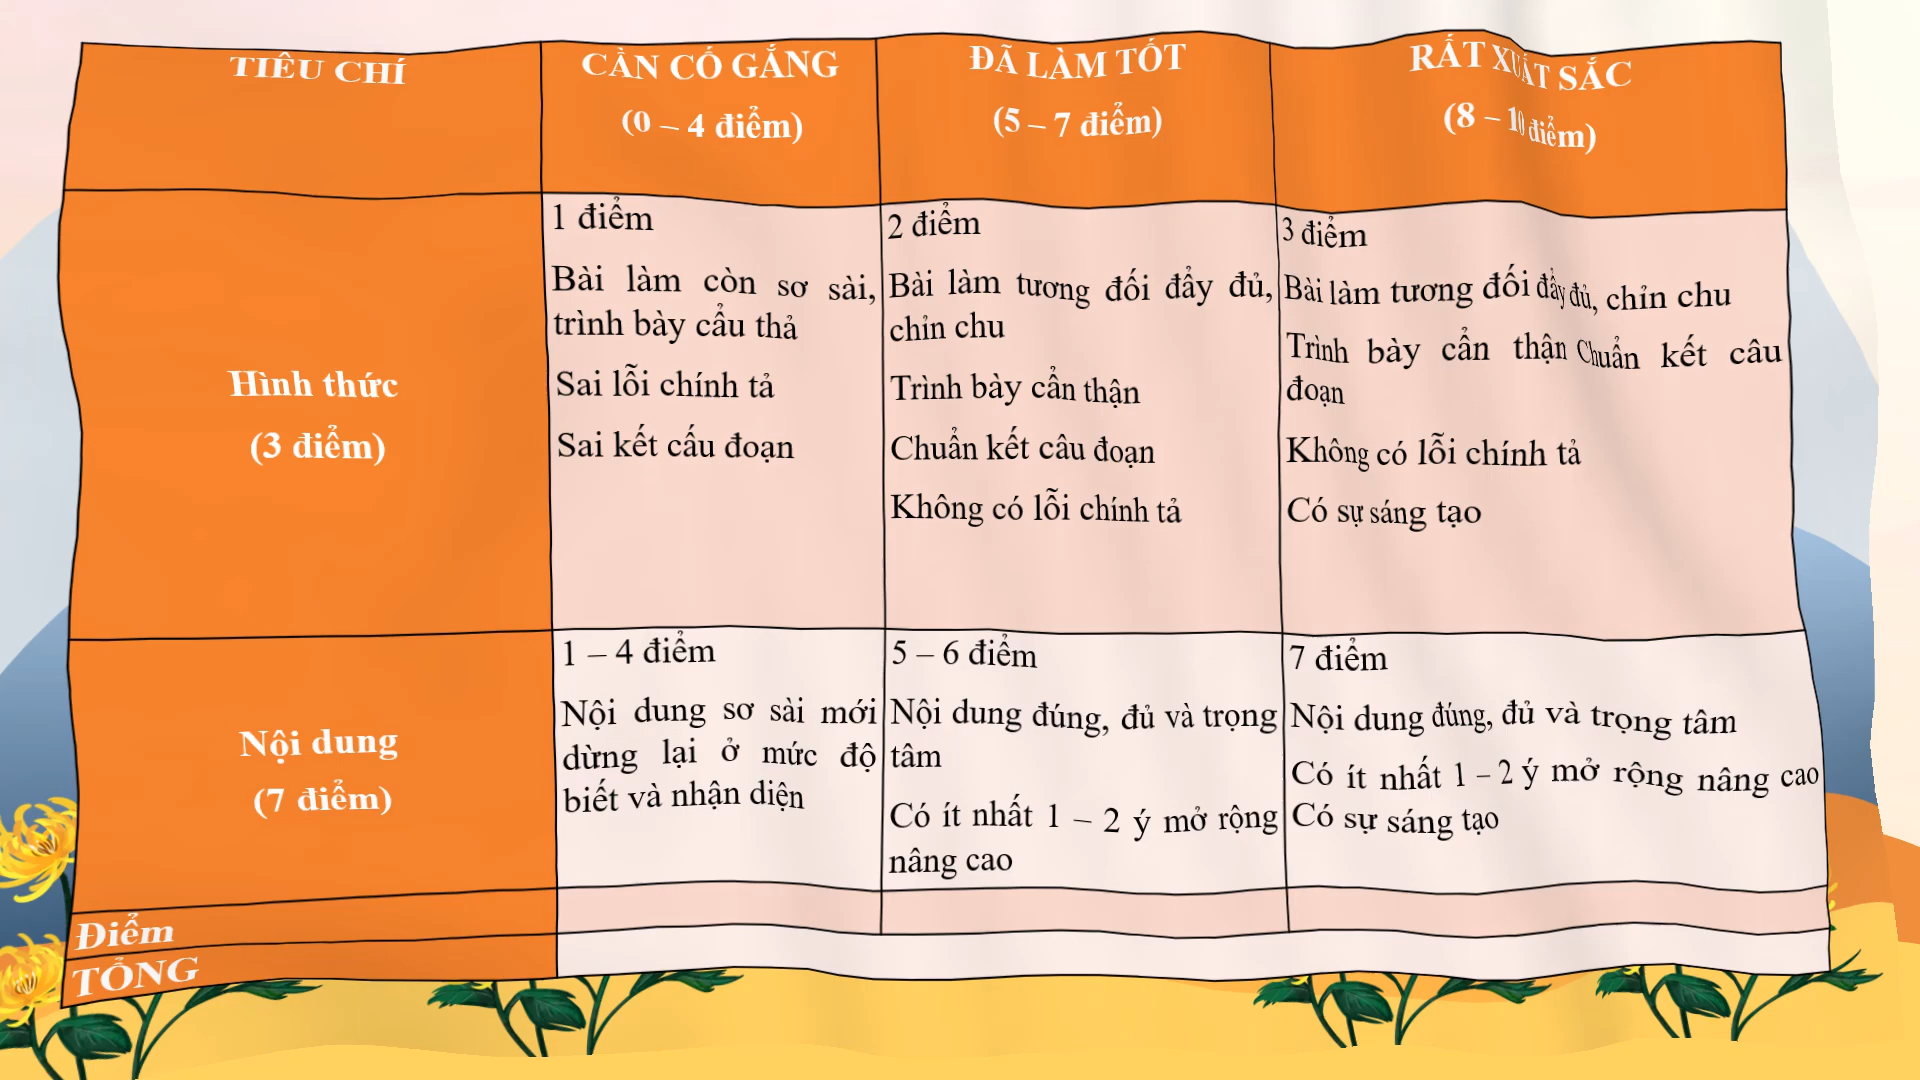 TIÊU CHÍ
CẦN CỐ GẮNG
(0 – 4 điểm)
ĐÃ LÀM TỐT
(5 – 7 điểm)
RẤT XUẤT SẮC
(8 – 10 điểm)
Hình thức
(3 điểm)
1 điểm
Bài làm còn sơ sài,
trình bày cẩu thả
Sai lỗi chính tả
Sai kết cấu đoạn
2 điểm
Bài làm tương đối đẩy đủ,
chỉn chu
Trình bày cẩn thận
Chuẩn kết câu đoạn
Không có lỗi chính tả
3 điểm
Bài làm tương đối đẩy đủ, chỉn chu
Trình bày cẩn thận Chuẩn kết câu
đoạn
Không có lỗi chính tả
Có sự sáng tạo
Nội dung
(7 điểm)
1 – 4 điểm
Nội dung sơ sài mới
dừng lại ở mức độ
biết và nhận diện
5 – 6 điểm
Nội dung đúng, đủ và trọng
tâm
Có ít nhất 1 – 2 ý mở rộng
nâng cao
7 điểm
Nội dung đúng, đủ và trọng tâm
Có ít nhất 1 – 2 ý mở rộng nâng cao
Có sự sáng tạo
Điểm
TỔNG